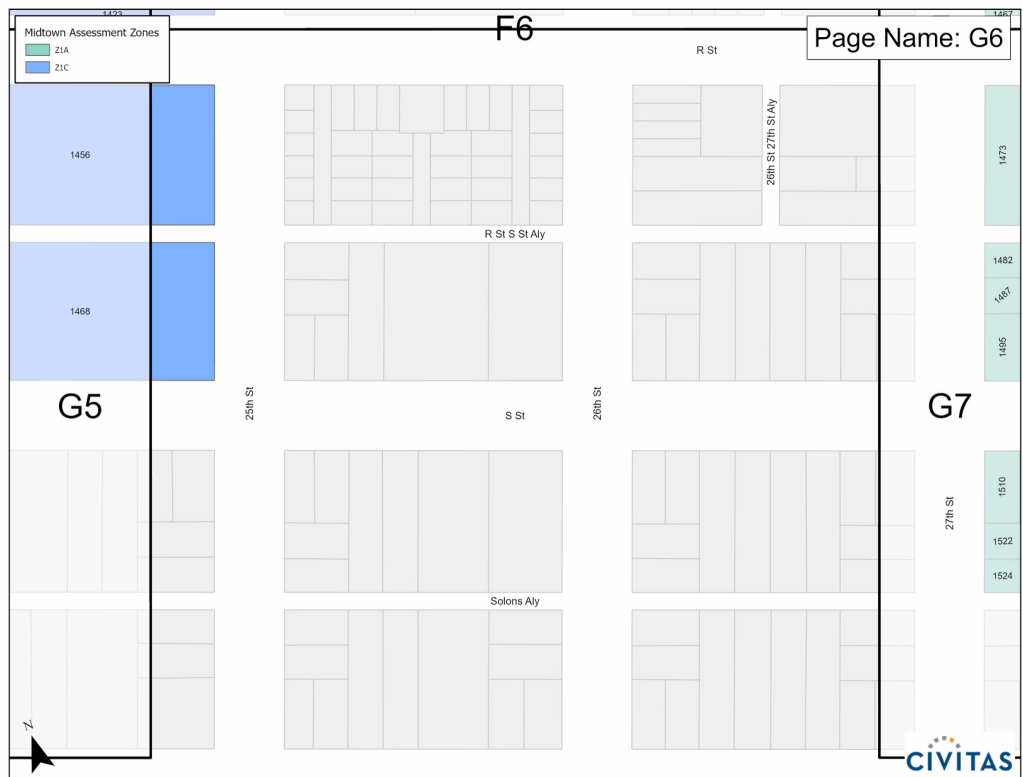 1423
F6
1467
Midtown Assessment Zones
Z1A
Z1C
R St
Page Name: G6
1456
26th St 27th St Aly
1473
R St S St Aly
1482
1468
1487
1495
G5
25th St
S St
26th St
G7
1510
27th St
1522
1524
Solons Aly
N
CIVITAS